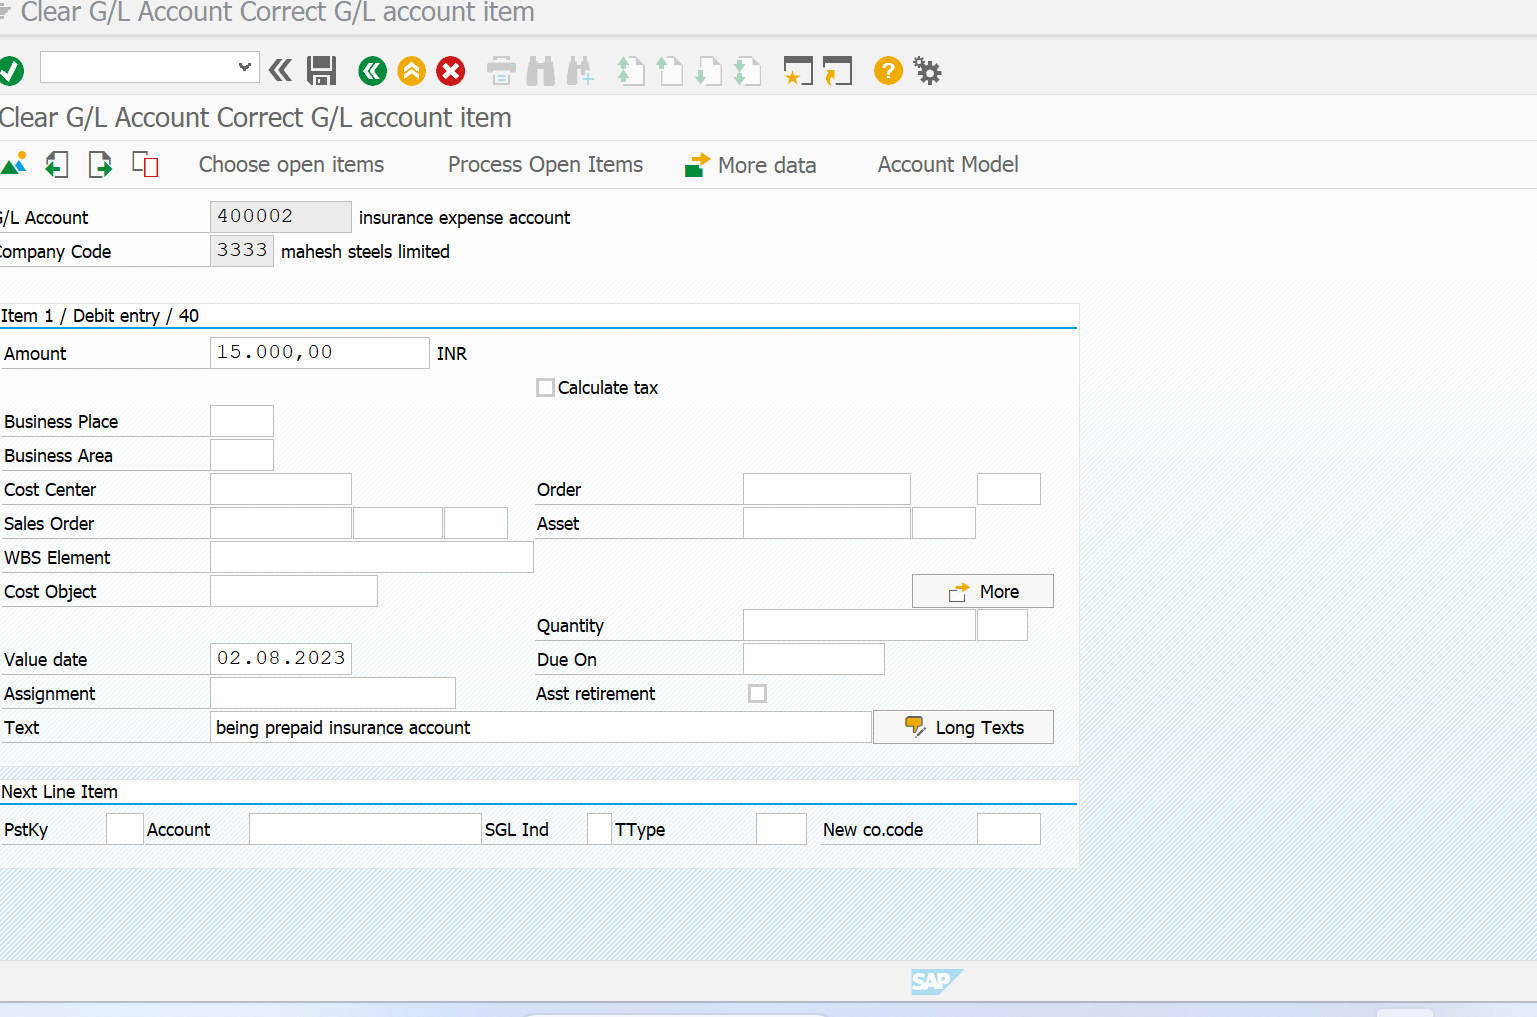 Clear G/L Account Correct G/L account item
Clear G/L Account Correct G/L account item
Choose open items Process Open Items More data Account Model
G/L Account 400002 insurance expense account
Company Code 3333 mahesh steels limited
Item 1 / Debit entry / 40
Amount 15.000,00 INR
Calculate tax
Business Place
Business Area
Cost Center Order
Sales Order Asset
WBS Element
Cost Object More
Quantity
Value date 02.08.2023 Due On
Assignment Asst retirement
Text being prepaid insurance account Long Texts
Next Line Item
PstKy Account SGL Ind TType New co.code
SAP